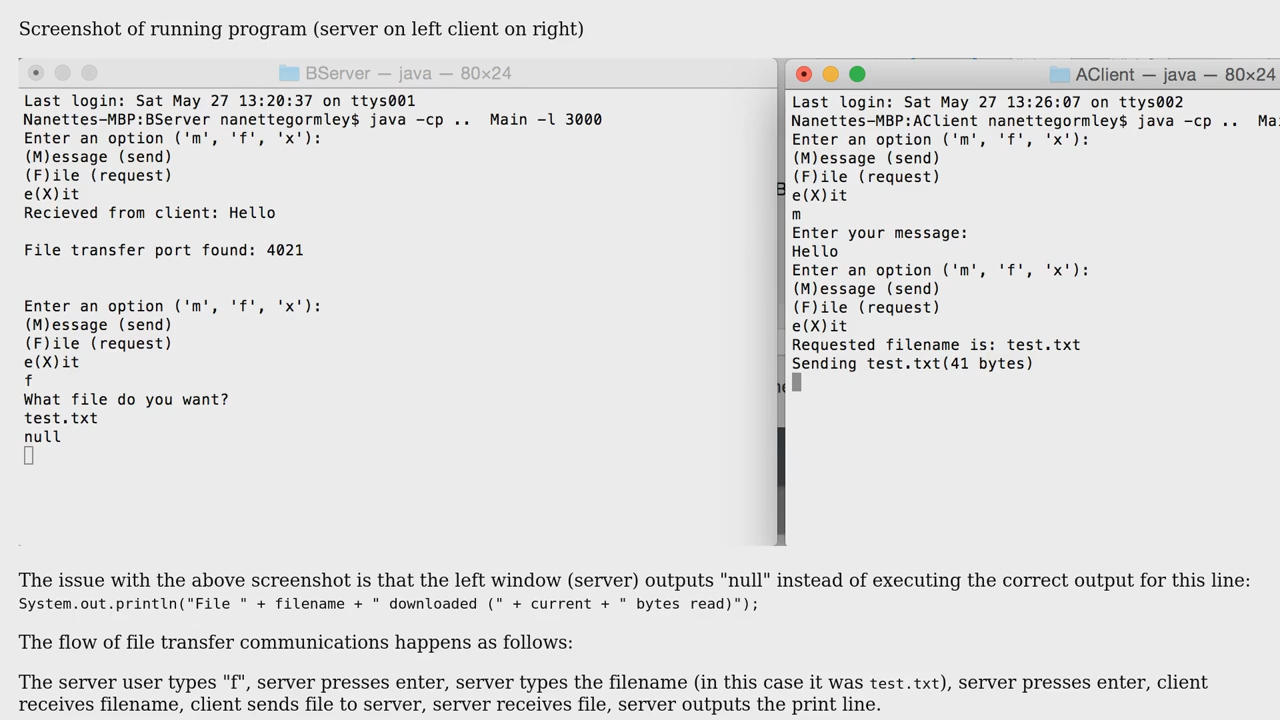 Screenshot of running program (server on left client on right)
BServer — java — 80×24
Last login: Sat May 27 13:20:37 on ttys001
Nanettes-MBP:BServer nanettegormley$ java -cp ..  Main -l 3000
Enter an option ('m', 'f', 'x'):
(M)essage (send)
(F)ile (request)
e(X)it
Recieved from client: Hello
File transfer port found: 4021
Enter an option ('m', 'f', 'x'):
(M)essage (send)
(F)ile (request)
e(X)it
f
What file do you want?
test.txt
null
AClient — java — 80×24
Last login: Sat May 27 13:26:07 on ttys002
Nanettes-MBP:AClient nanettegormley$ java -cp ..
Enter an option ('m', 'f', 'x'):
(M)essage (send)
(F)ile (request)
e(X)it
m
Enter your message:
Hello
Enter an option ('m', 'f', 'x'):
(M)essage (send)
(F)ile (request)
e(X)it
Requested filename is: test.txt
Sending test.txt(41 bytes)
The issue with the above screenshot is that the left window (server) outputs "null" instead of executing the correct output for this line:
System.out.println("File " + filename + " downloaded (" + current + " bytes read)");
The flow of file transfer communications happens as follows:
The server user types "f", server presses enter, server types the filename (in this case it was test.txt), server presses enter, client
receives filename, client sends file to server, server receives file, server outputs the print line.